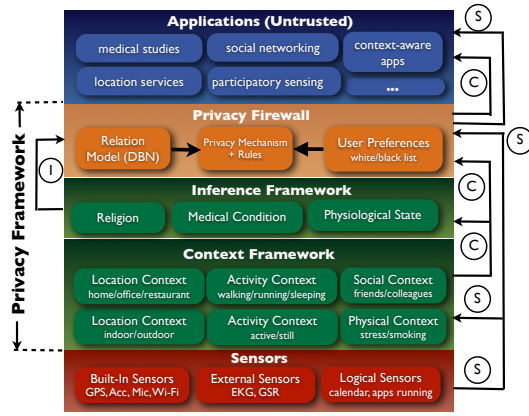 Applications (Untrusted)
medical studies
social networking
context-aware
apps
location services
participatory sensing
...
Privacy Firewall
Relation
Model (DBN)
Privacy Mechanism
+ Rules
User Preferences
white/black list
Inference Framework
Religion
Medical Condition
Physiological State
Context Framework
Location Context
home/office/restaurant
Activity Context
walking/running/sleeping
Social Context
friends/colleagues
Location Context
indoor/outdoor
Activity Context
active/still
Physical Context
stress/smoking
Sensors
Built-In Sensors
GPS, Acc, Mic, Wi-Fi
External Sensors
EKG, GSR
Logical Sensors
calendar, apps running
Privacy Framework
I
S
C
S
C
C
S
S